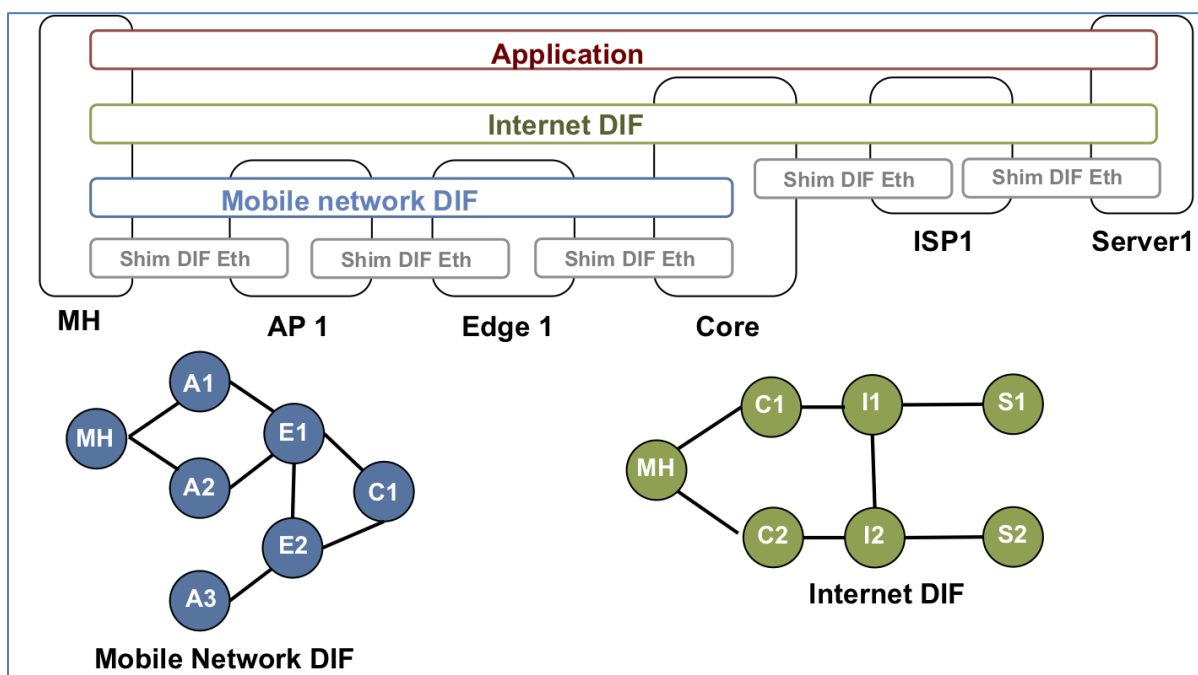 Application
Internet DIF
Shim DIF Eth
Shim DIF Eth
Mobile network DIF
Shim DIF Eth
Shim DIF Eth
Shim DIF Eth
ISP1
Server1
MH
AP 1
Edge 1
Core
A1
MH
E1
A2
C1
E2
A3
Mobile Network DIF
C1
I1
S1
MH
C2
I2
S2
Internet DIF